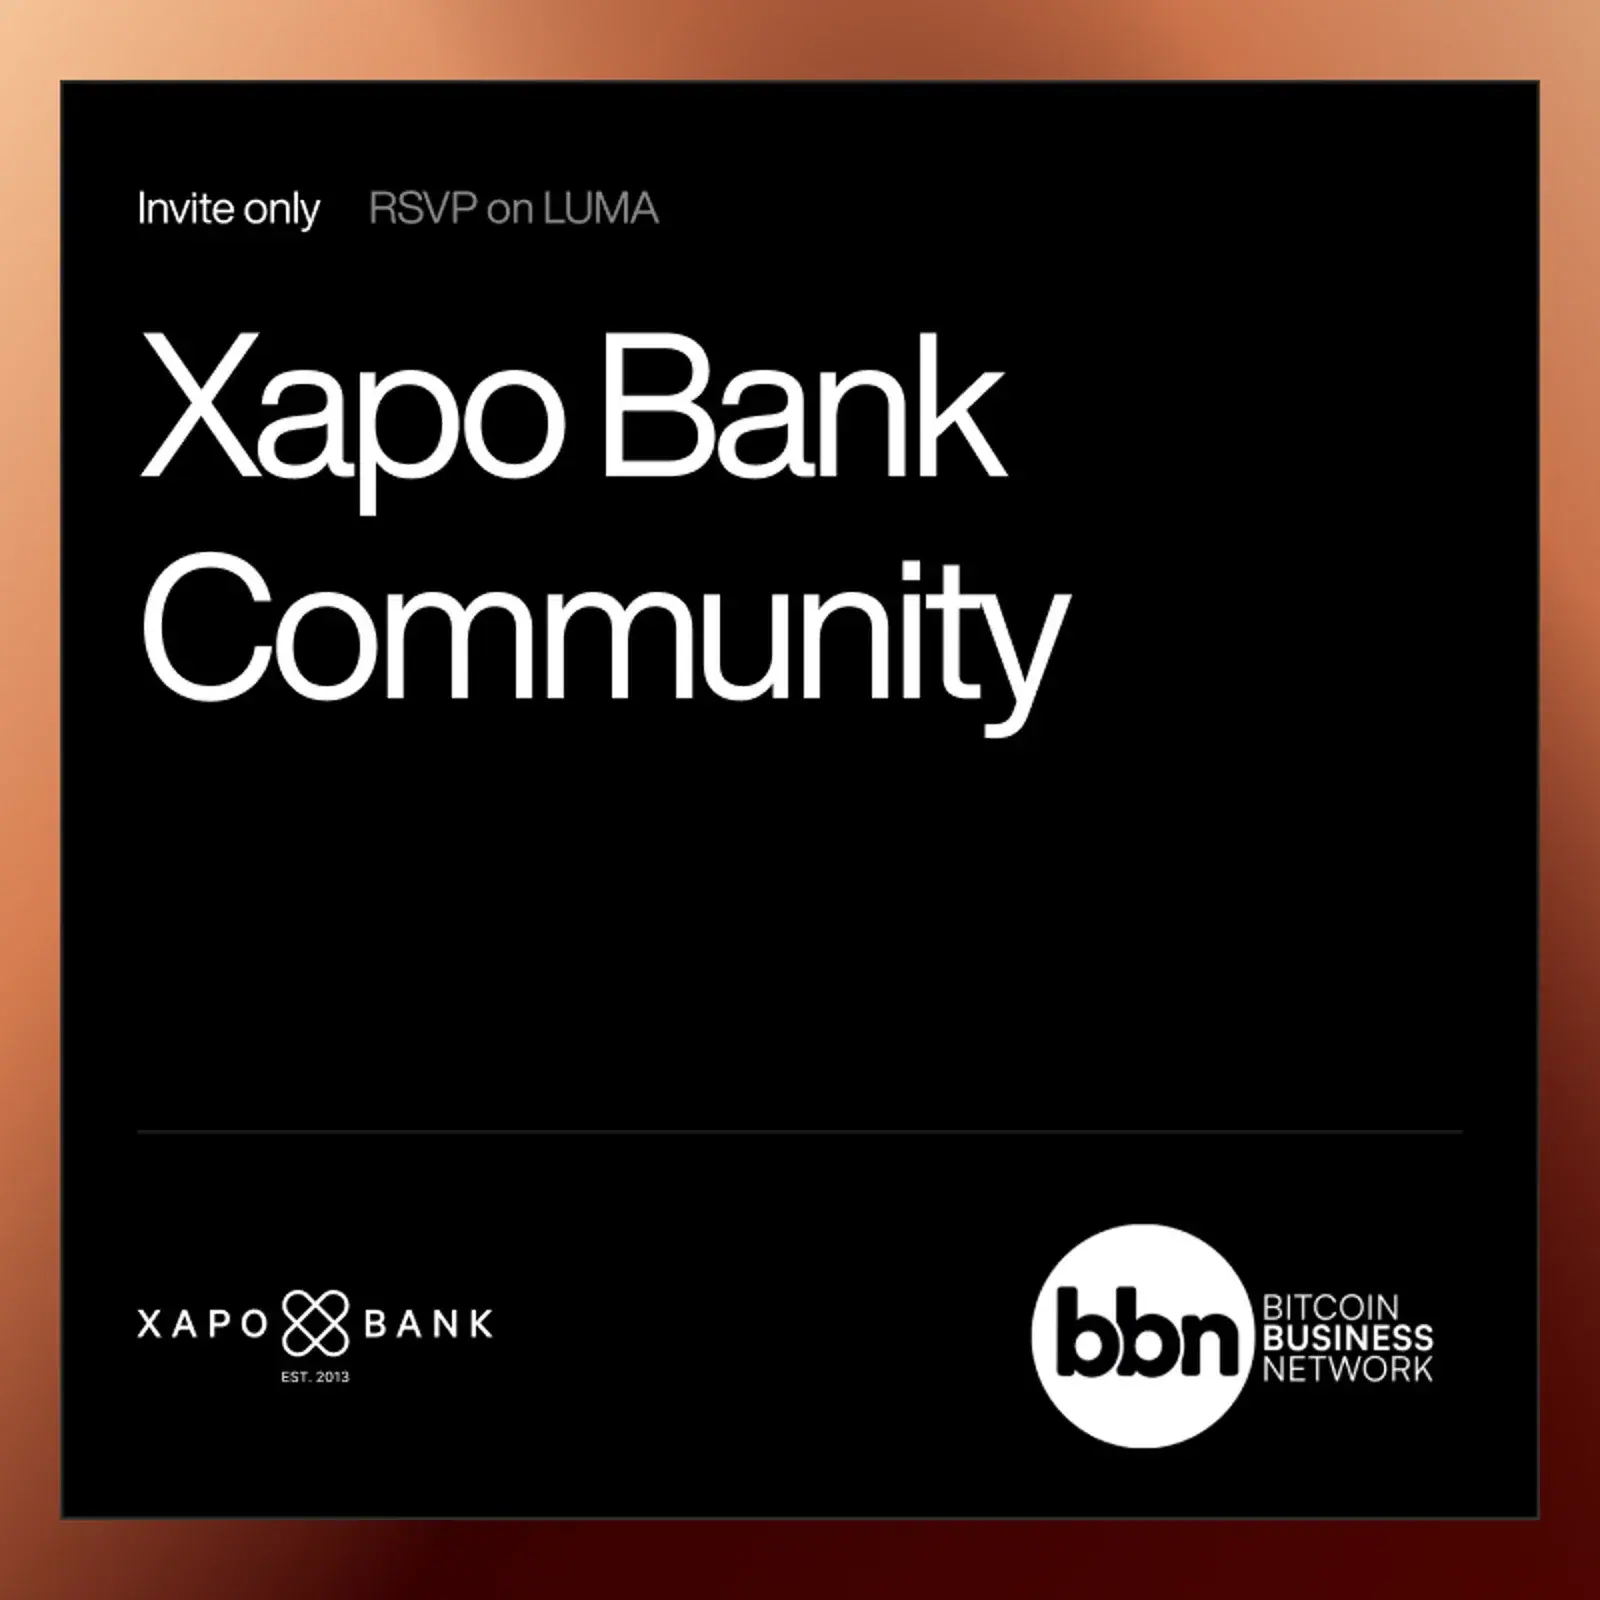 Invite only RSVP on LUMA
Xapo Bank
Community
XAPO BANK
EST. 2013
bbn
BITCOIN
BUSINESS
NETWORK